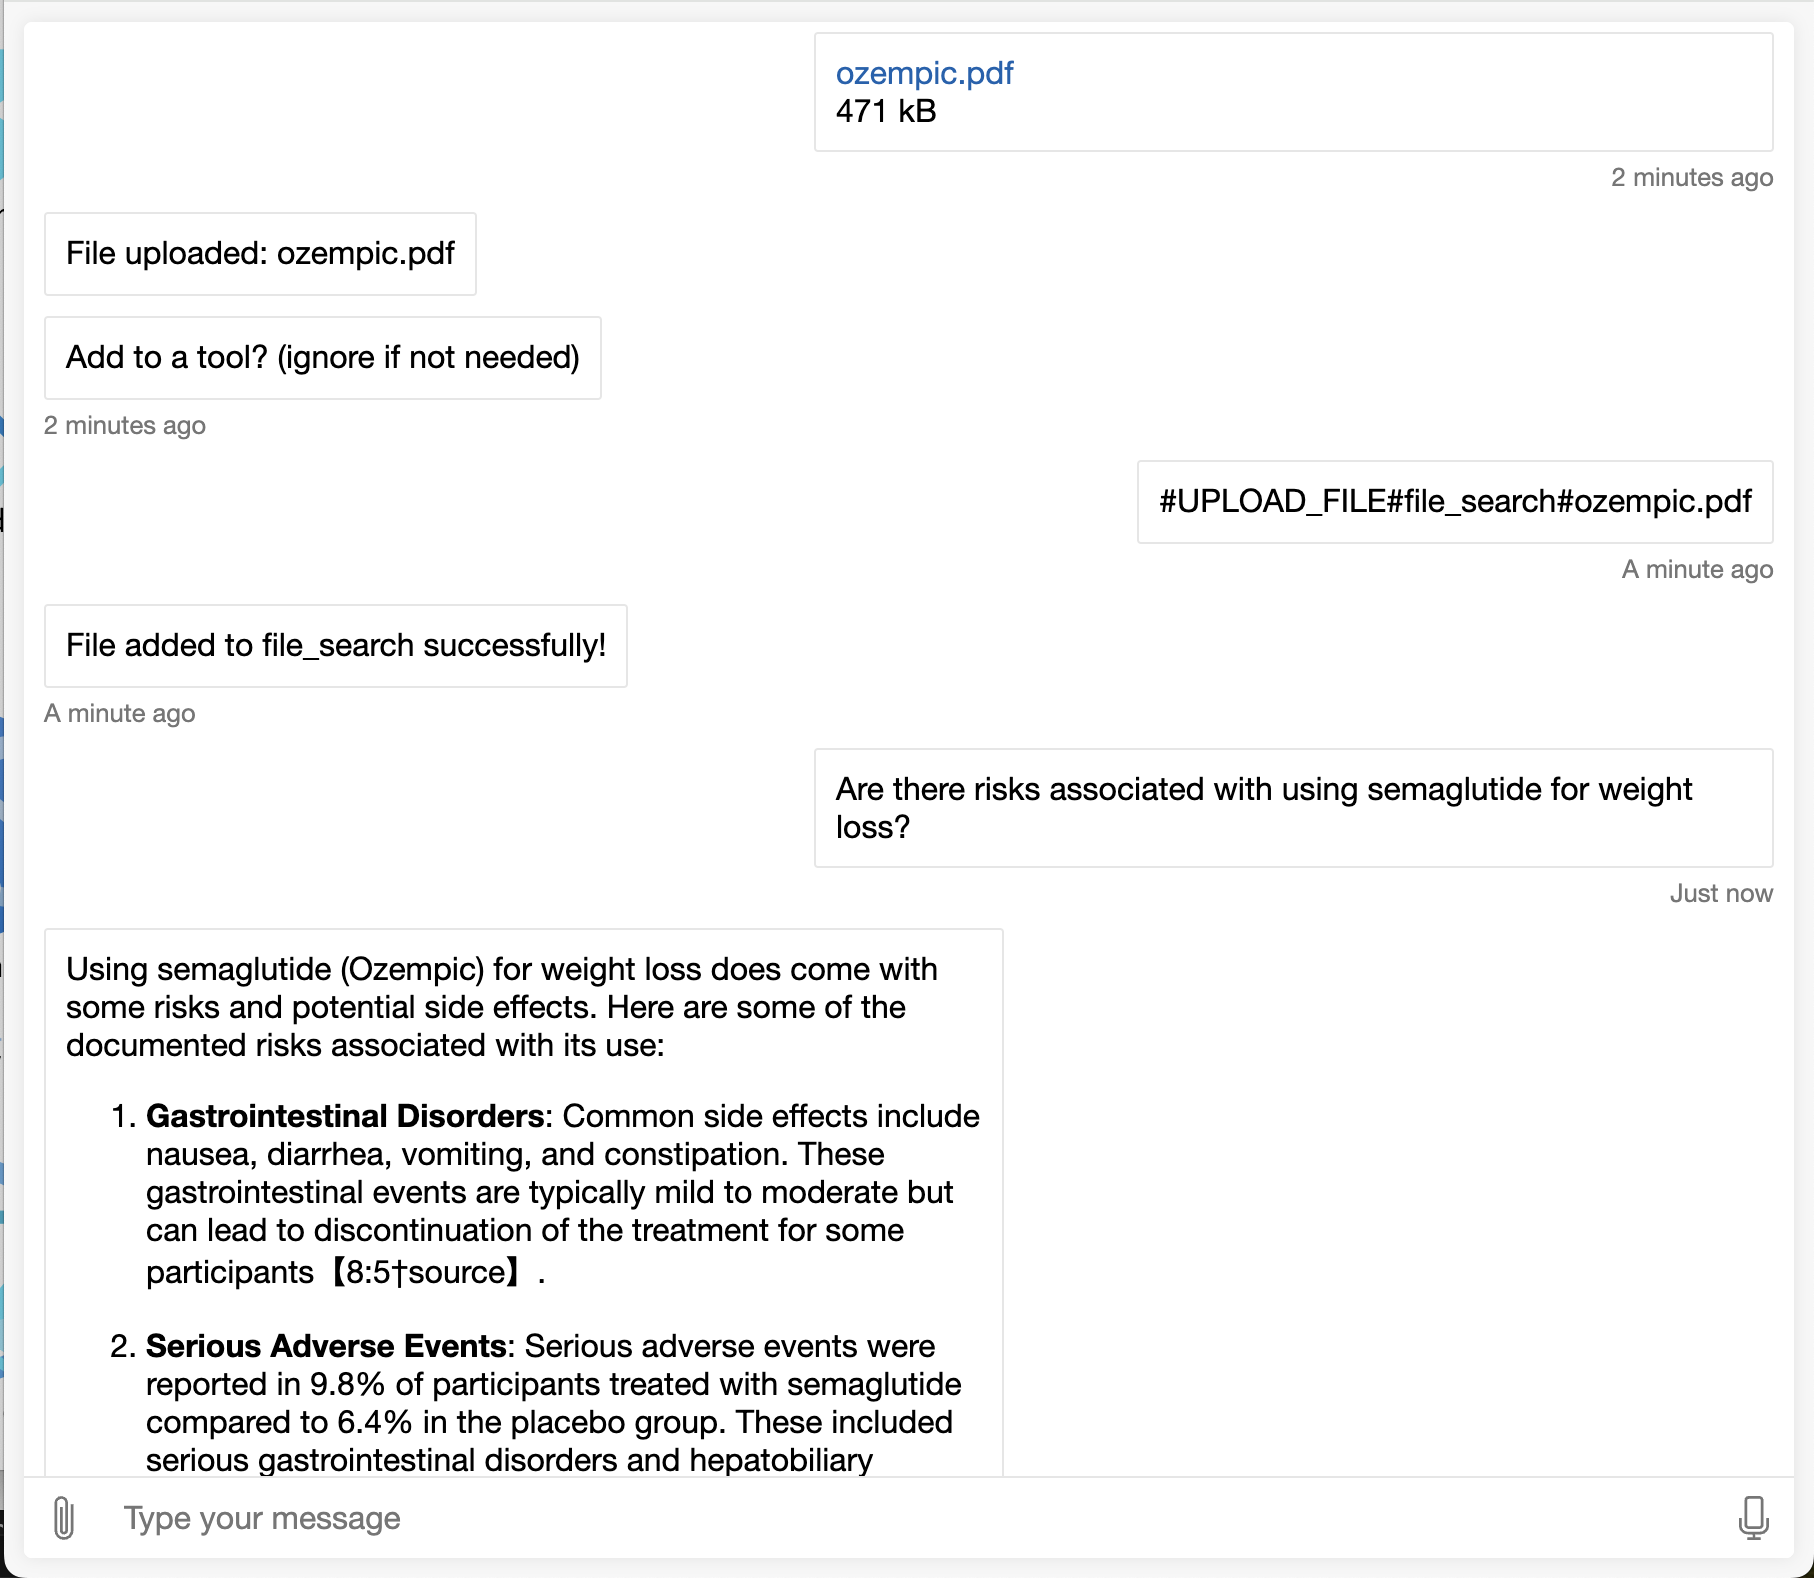 ozempic.pdf
471 kB
2 minutes ago
File uploaded: ozempic.pdf
Add to a tool? (ignore if not needed)
2 minutes ago
#UPLOAD_FILE#file_search#ozempic.pdf
A minute ago
File added to file_search successfully!
A minute ago
Are there risks associated with using semaglutide for weight
loss?
Just now
Using semaglutide (Ozempic) for weight loss does come with
some risks and potential side effects. Here are some of the
documented risks associated with its use:
1. Gastrointestinal Disorders: Common side effects include
nausea, diarrhea, vomiting, and constipation. These
gastrointestinal events are typically mild to moderate but
can lead to discontinuation of the treatment for some
participants【8:5†source】.
2. Serious Adverse Events: Serious adverse events were
reported in 9.8% of participants treated with semaglutide
compared to 6.4% in the placebo group. These included
serious gastrointestinal disorders and hepatobiliary
Type your message